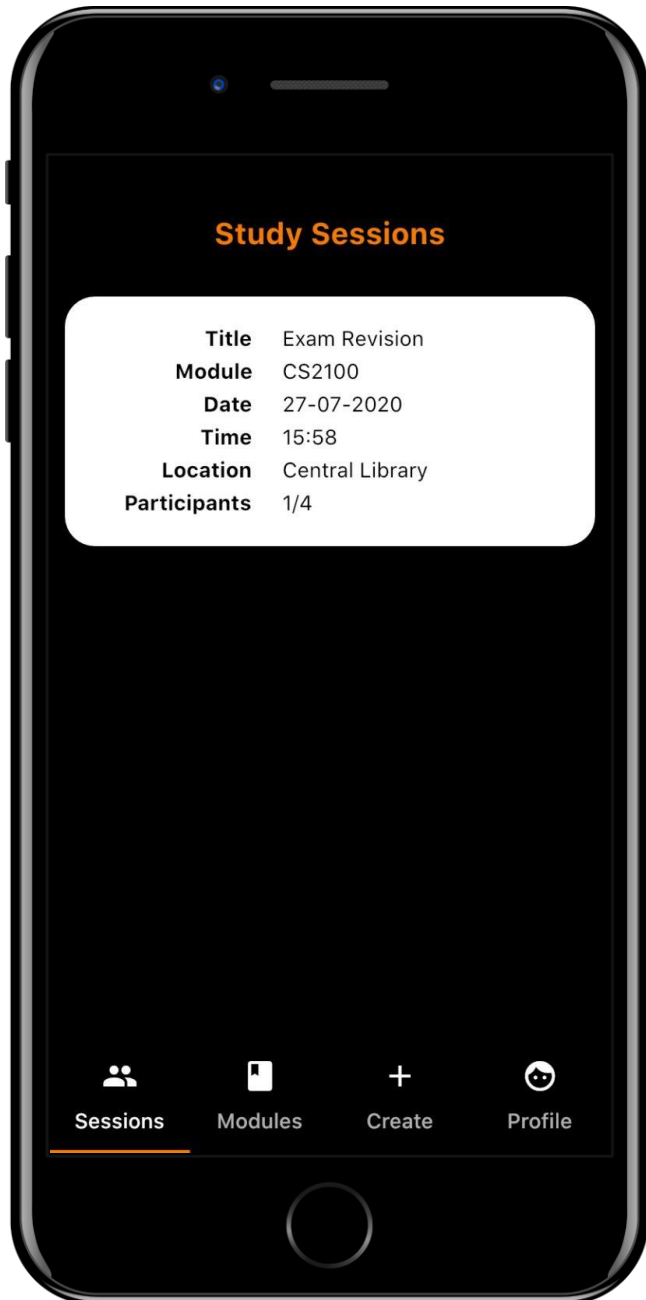 Study Sessions
Title Exam Revision
Module CS2100
Date 27-07-2020
Time 15:58
Location Central Library
Participants 1/4
Sessions Modules Create Profile